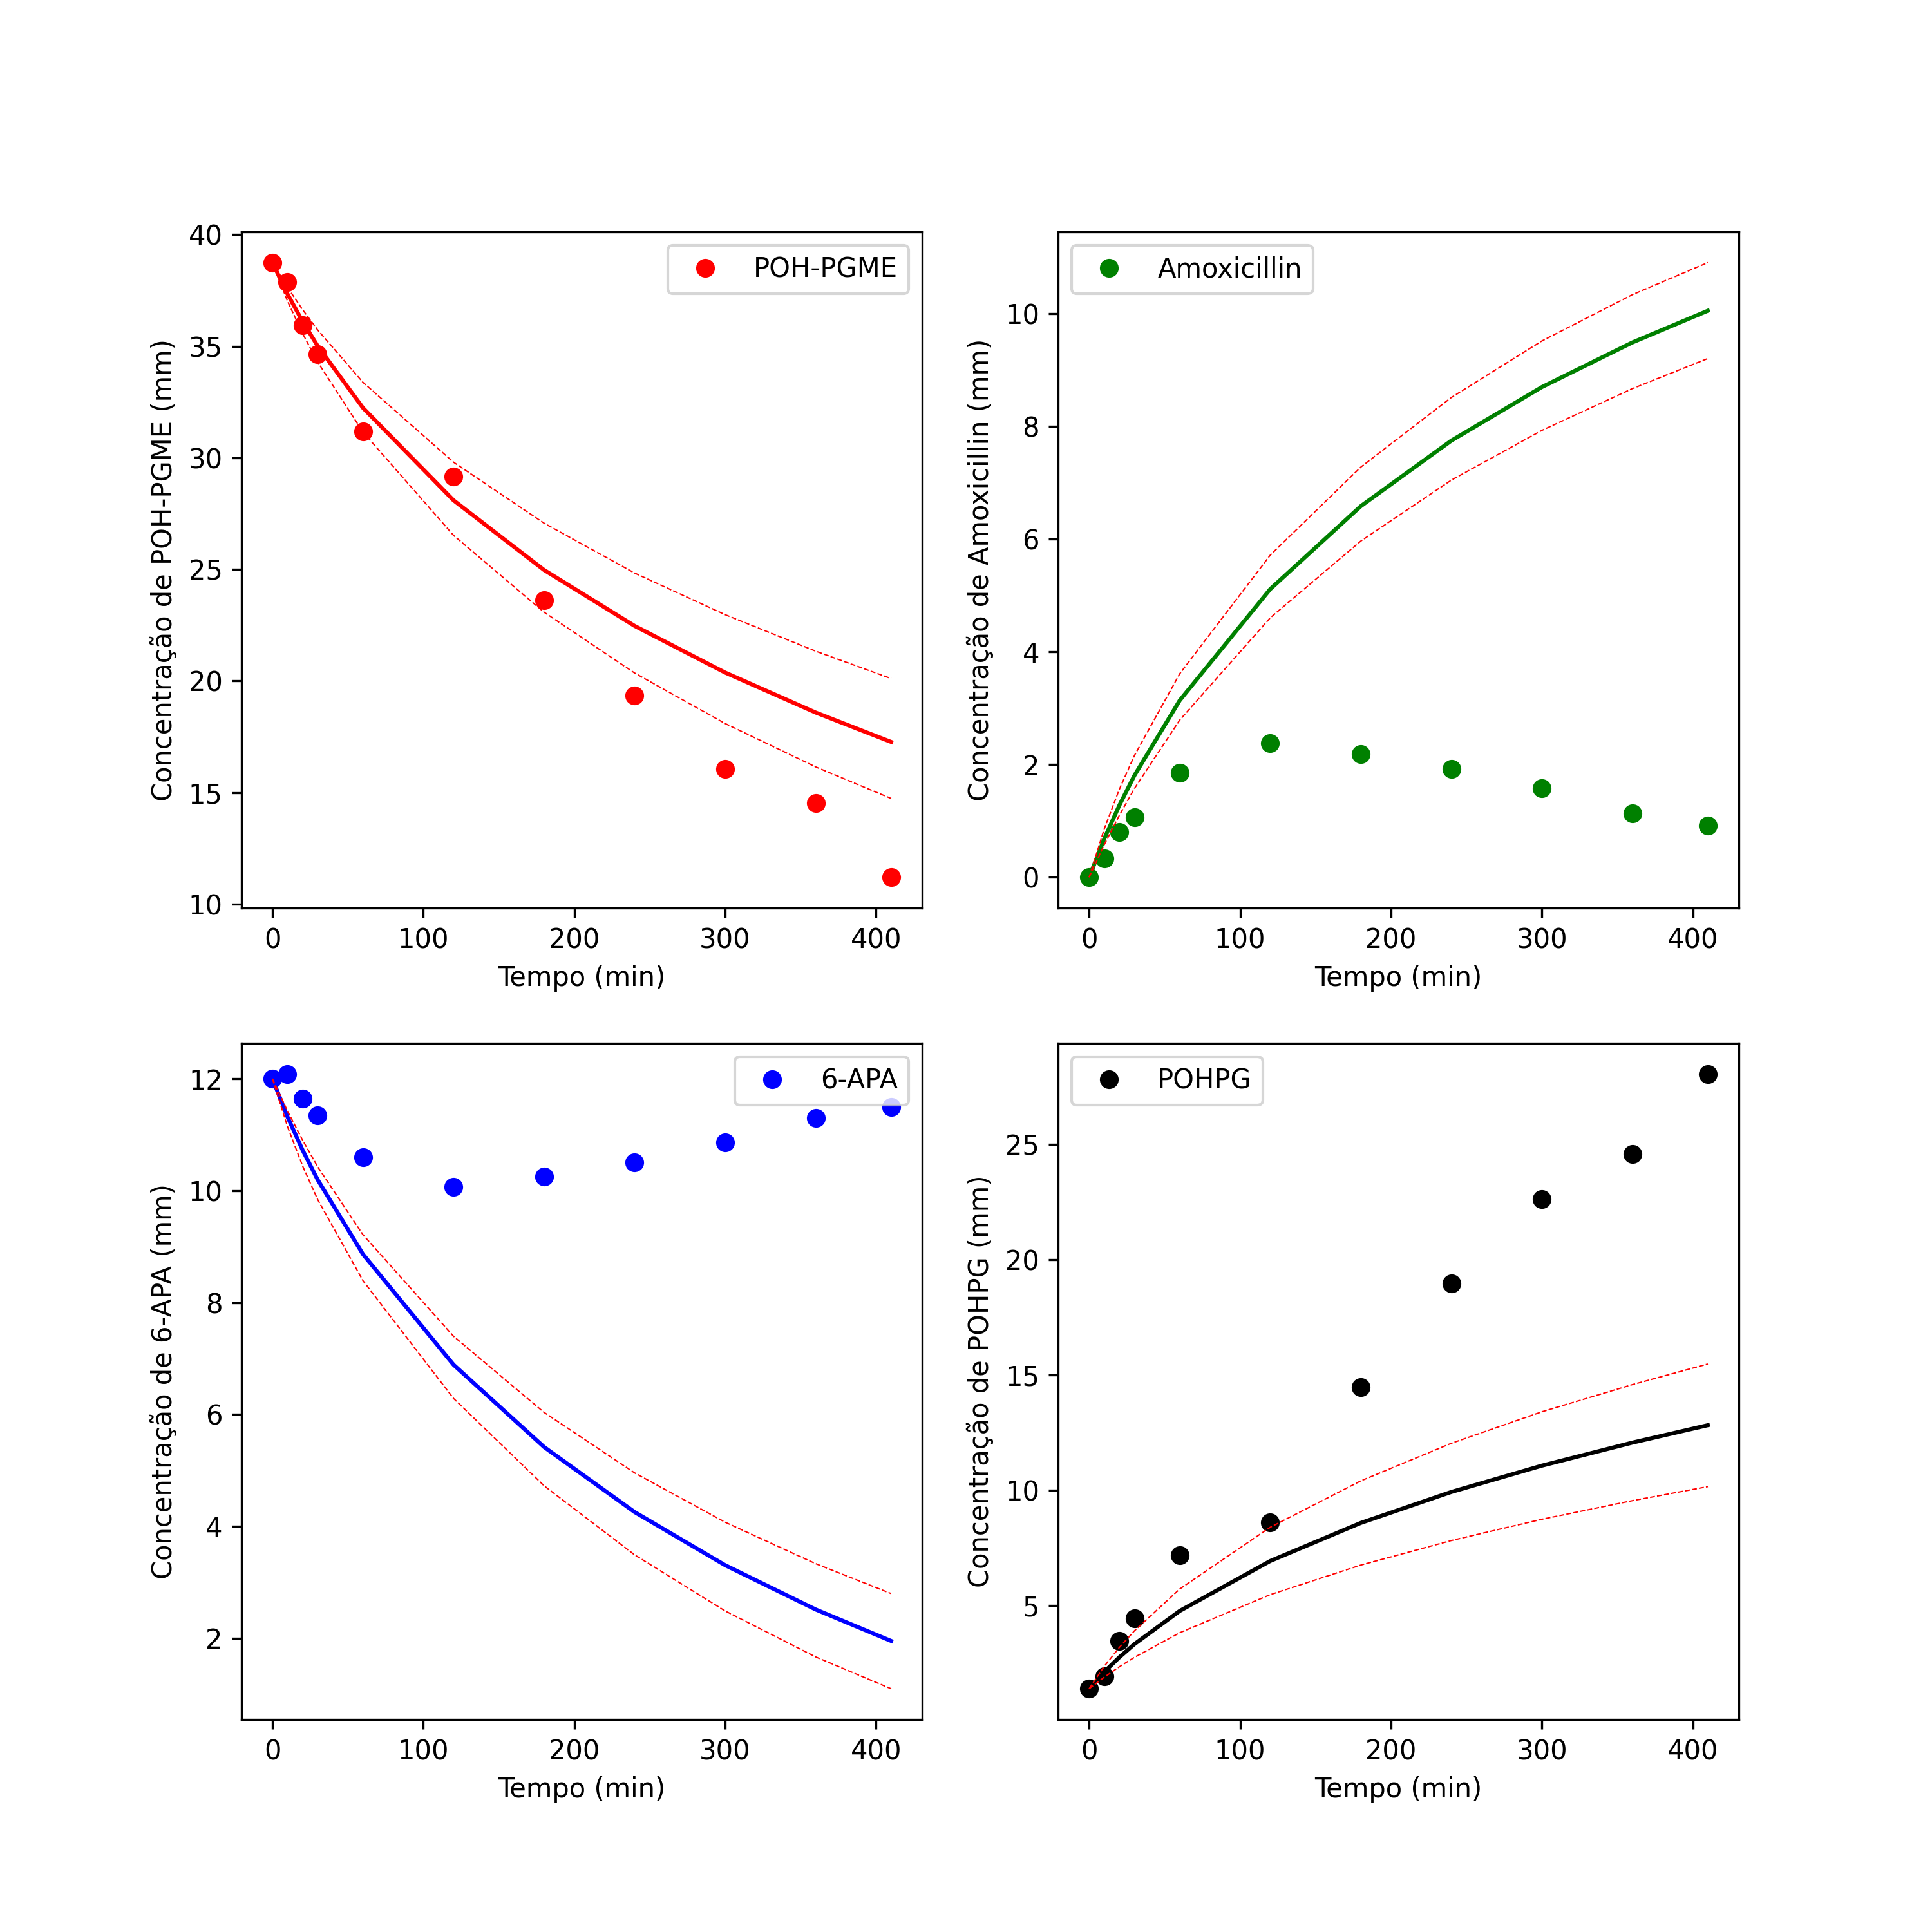 POH-PGME
Concentração de POH-PGME (mm)
40
35
30
25
20
15
10
0 100 200 300 400
Tempo (min)
Amoxicillin
Concentração de Amoxicillin (mm)
10
8
6
4
2
0
0 100 200 300 400
Tempo (min)
6-APA
Concentração de 6-APA (mm)
12
10
8
6
4
2
0 100 200 300 400
Tempo (min)
POHPG
Concentração de POHPG (mm)
25
20
15
10
5
0 100 200 300 400
Tempo (min)